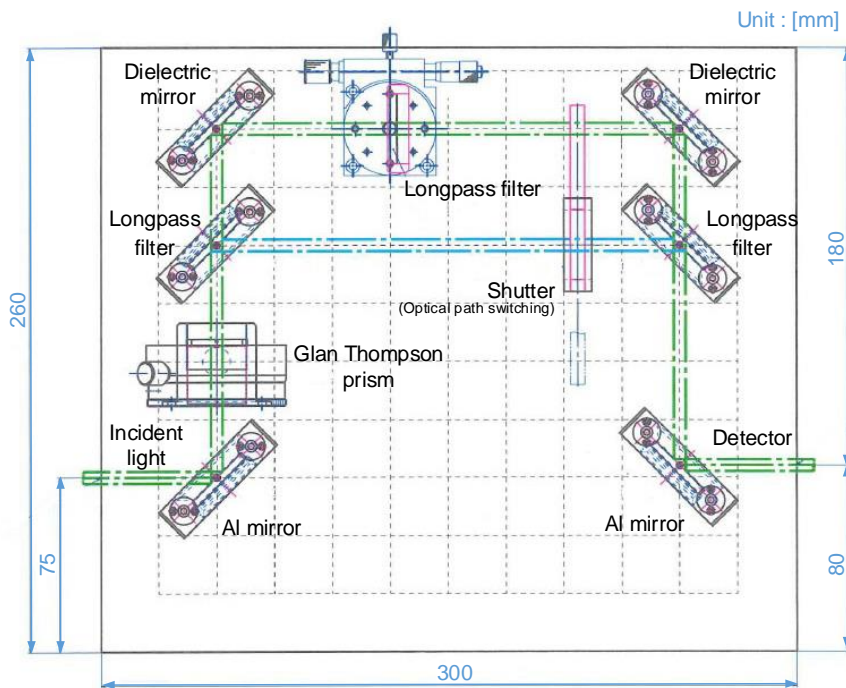 Unit : [mm]
Dielectric
mirror
Dielectric
mirror
Longpass filter
Longpass
filter
Longpass
filter
Shutter
(Optical path switching)
Glan Thompson
prism
Incident
light
Detector
Al mirror
Al mirror
260
180
75
80
300